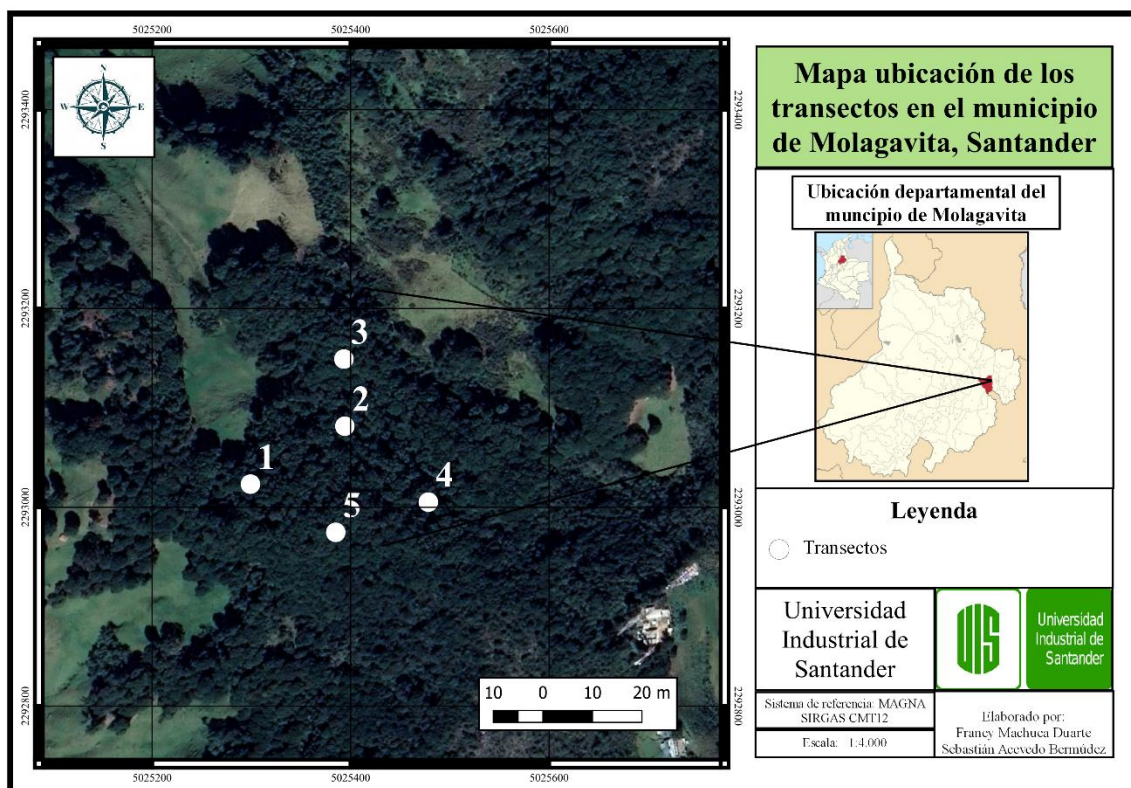 5025200 5025400 5025600
2293400 2293400
2293200 2293200
2293000 2293000
2292800 2292800
N
W E
S
3
2
1
4
5
10 0 10 20 m
5025200 5025400 5025600
Mapa ubicación de los
transectos en el municipio
de Molagavita, Santander
Ubicación departamental del
muncipio de Molagavita
Leyenda
Transectos
Universidad
Industrial de
Santander
UIS
Universidad
Industrial de
Santander
Sistema de referencia: MAGNA
SIRGAS CMT12
Escala: 1:4.000
Elaborado por:
Francy Machuca Duarte
Sebastián Acevedo Bermúdez